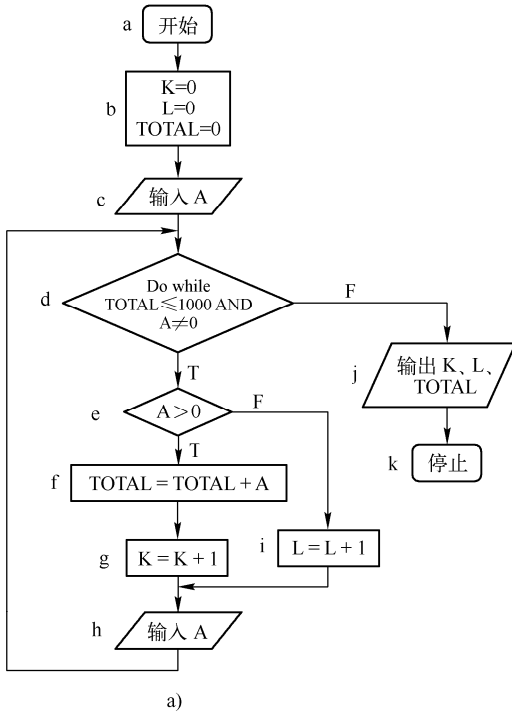 a 开始
b
K=0
L=0
TOTAL=0
c 输入 A
d
Do while
TOTAL≤1000 AND
A≠0
F
T
j
输出 K、L、
TOTAL
k 停止
e A>0
F
T
f TOTAL=TOTAL+A
g K=K+1
i L=L+1
h 输入 A
a)